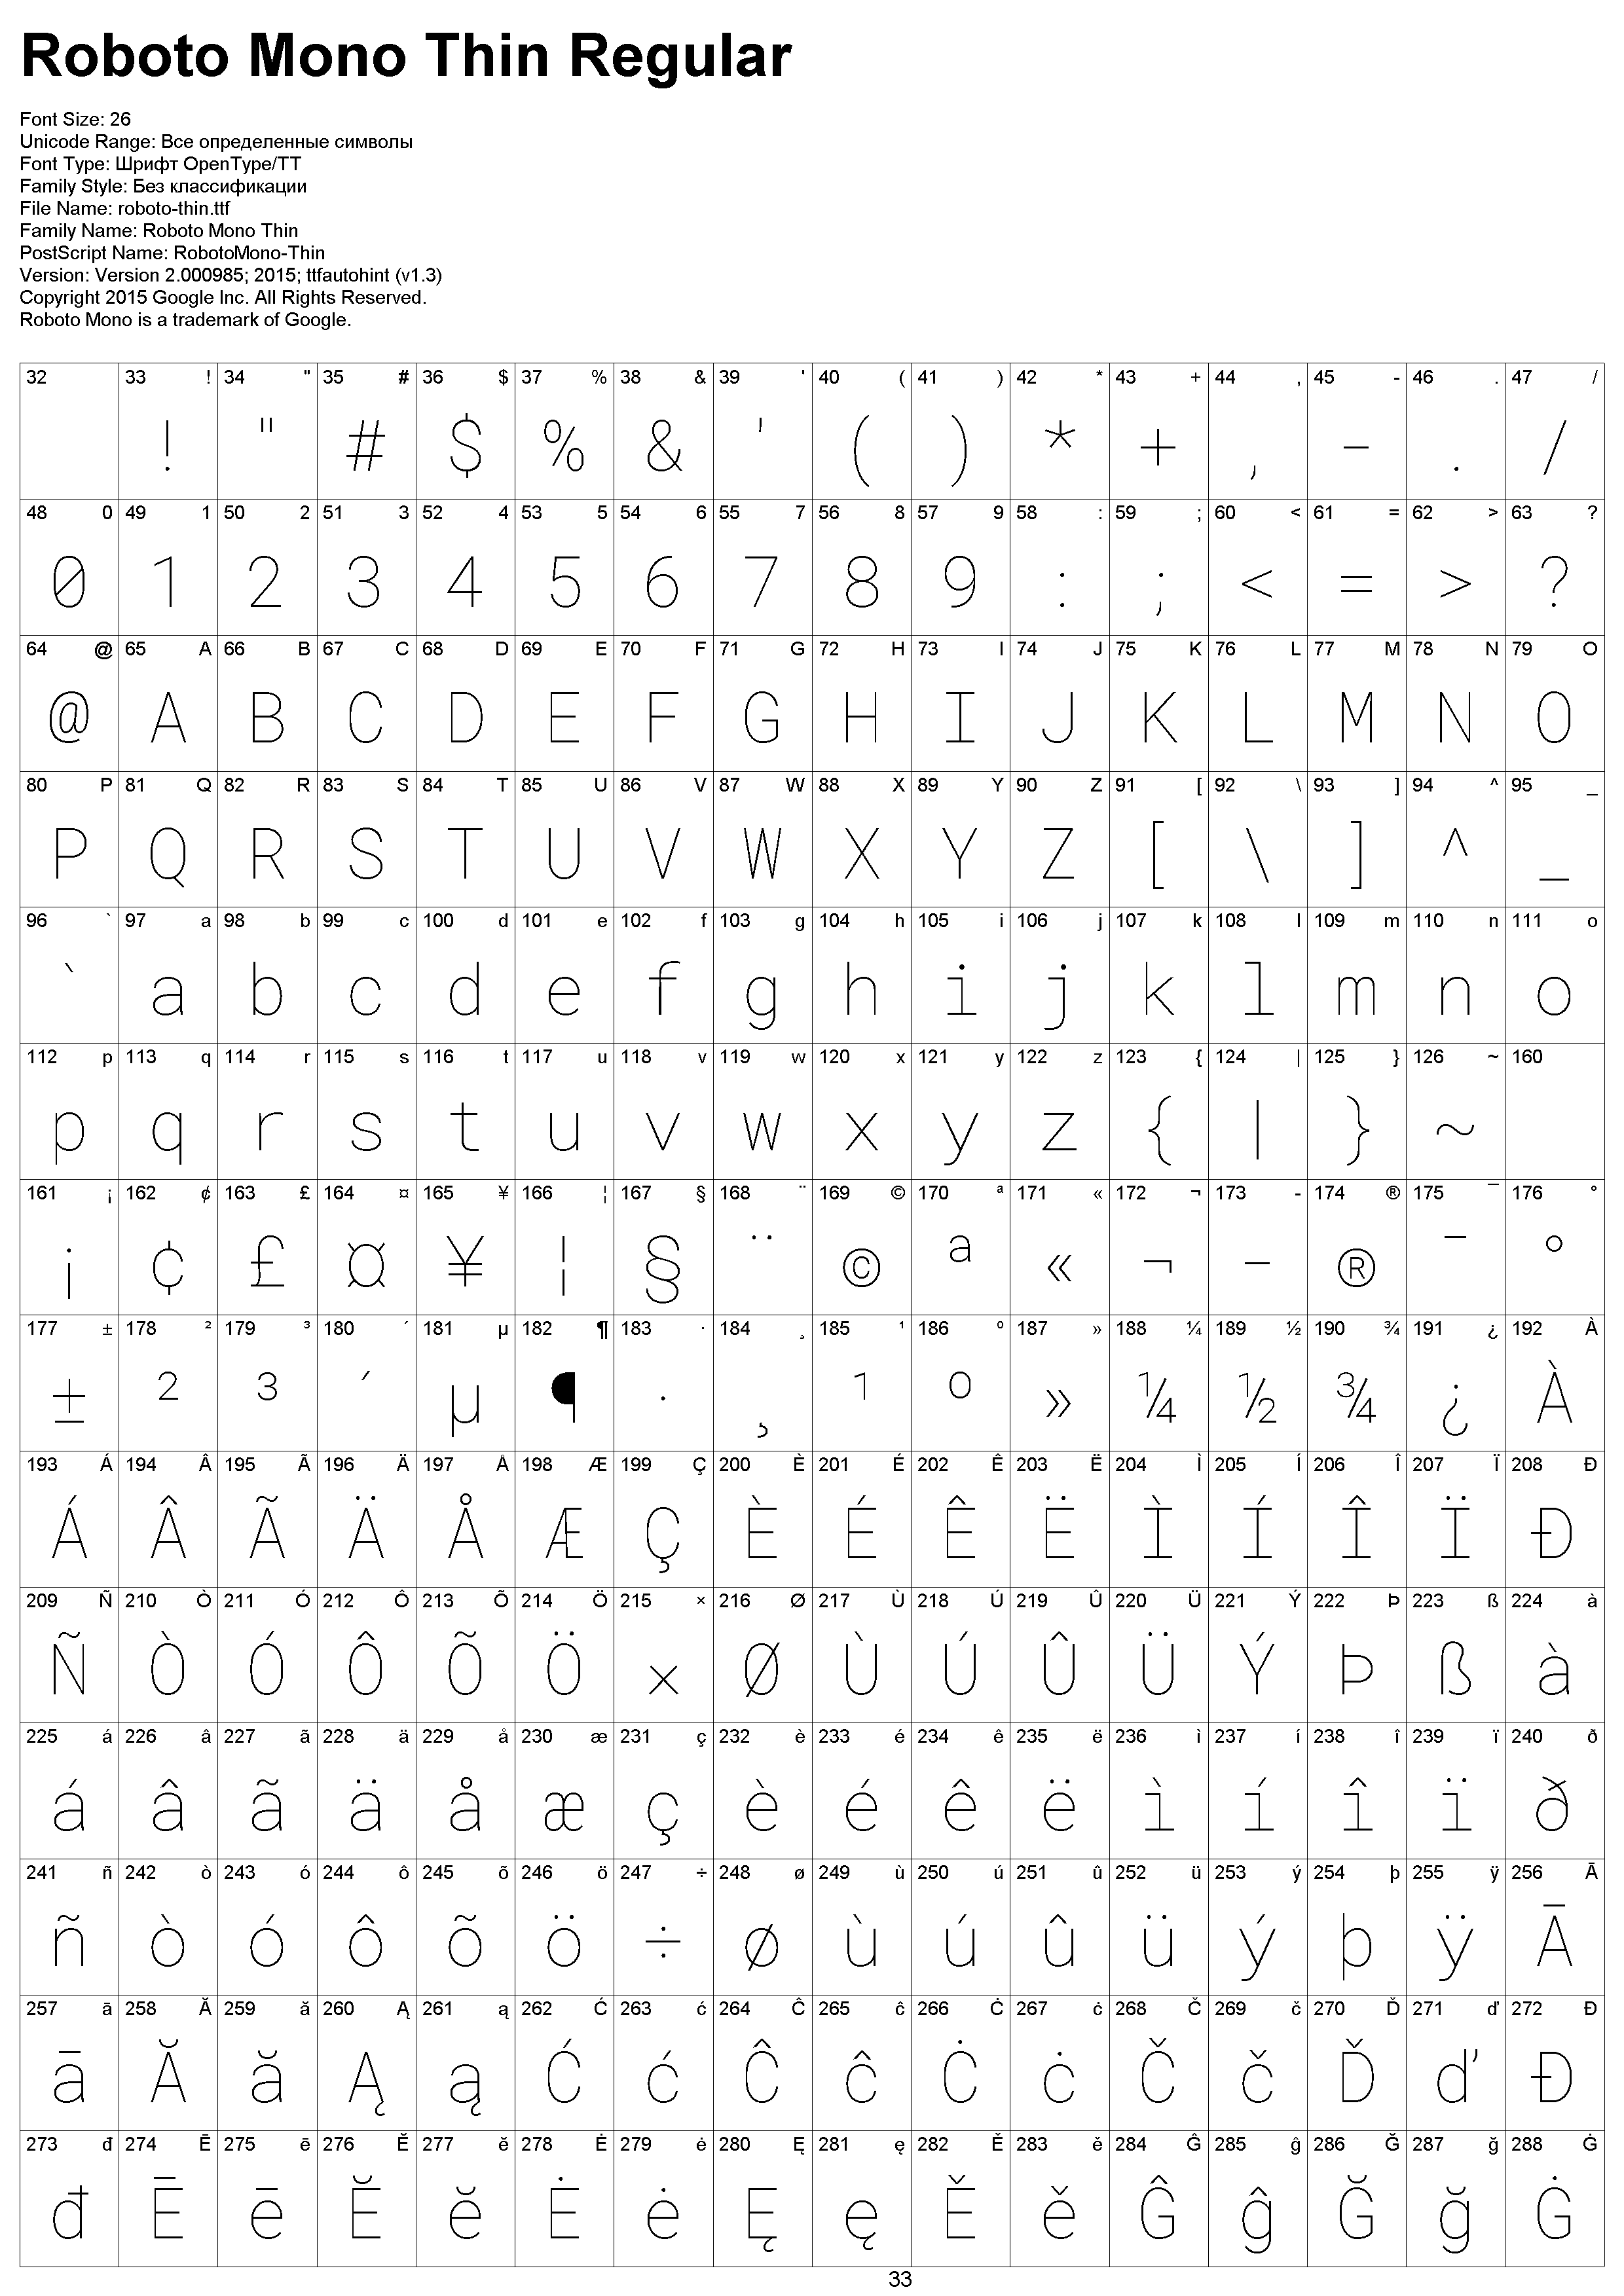 Roboto Mono Thin Regular
Font Size: 26
Unicode Range: Все определенные символы
Font Type: Шрифт OpenType/TT
Family Style: Без классификации
File Name: roboto-thin.ttf
Family Name: Roboto Mono Thin
PostScript Name: RobotoMono-Thin
Version: Version 2.000985; 2015; ttfautohint (v1.3)
Copyright 2015 Google Inc. All Rights Reserved.
Roboto Mono is a trademark of Google.
32 33 ! 34 " 35 # 36 $ 37 % 38 & 39 ' 40 ( 41 ) 42 * 43 + 44 , 45 - 46 . 47 /
! " # $ % & ' ( ) * + , - . /
48 0 49 1 50 2 51 3 52 4 53 5 54 6 55 7 56 8 57 9 58 : 59 ; 60 < 61 = 62 > 63 ?
0 1 2 3 4 5 6 7 8 9 : ; < = > ?
64 @ 65 A 66 B 67 C 68 D 69 E 70 F 71 G 72 H 73 I 74 J 75 K 76 L 77 M 78 N 79 O
@ A B C D E F G H I J K L M N O
80 P 81 Q 82 R 83 S 84 T 85 U 86 V 87 W 88 X 89 Y 90 Z 91 [ 92 \ 93 ] 94 ^ 95 _
P Q R S T U V W X Y Z [ \ ] ^ _
96 ` 97 a 98 b 99 c 100 d 101 e 102 f 103 g 104 h 105 i 106 j 107 k 108 l 109 m 110 n 111 o
` a b c d e f g h i j k l m n o
112 p 113 q 114 r 115 s 116 t 117 u 118 v 119 w 120 x 121 y 122 z 123 { 124 | 125 } 126 ~ 160
p q r s t u v w x y z { | } ~
161 ¡ 162 ¢ 163 £ 164 ¤ 165 ¥ 166 ¦ 167 § 168 ¨ 169 © 170 ª 171 « 172 ¬ 173 - 174 ® 175 ¯ 176 °
¡ ¢ £ ¤ ¥ ¦ § ¨ © ª « ¬ - ® ¯ °
177 ± 178 ² 179 ³ 180 ´ 181 µ 182 ¶ 183 · 184 ¸ 185 ¹ 186 º 187 » 188 ¼ 189 ½ 190 ¾ 191 ¿ 192 À
± ² ³ ´ µ ¶ · ¸ ¹ º » ¼ ½ ¾ ¿ À
193 Á 194 Â 195 Ã 196 Ä 197 Å 198 Æ 199 Ç 200 È 201 É 202 Ê 203 Ë 204 Ì 205 Í 206 Î 207 Ï 208 Ð
Á Â Ã Ä Å Æ Ç È É Ê Ë Ì Í Î Ï Ð
209 Ñ 210 Ò 211 Ó 212 Ô 213 Õ 214 Ö 215 × 216 Ø 217 Ù 218 Ú 219 Û 220 Ü 221 Ý 222 Þ 223 ß 224 à
Ñ Ò Ó Ô Õ Ö × Ø Ù Ú Û Ü Ý Þ ß à
225 á 226 â 227 ã 228 ä 229 å 230 æ 231 ç 232 è 233 é 234 ê 235 ë 236 ì 237 í 238 î 239 ï 240 ð
á â ã ä å æ ç è é ê ë ì í î ï ð
241 ñ 242 ò 243 ó 244 ô 245 õ 246 ö 247 ÷ 248 ø 249 ù 250 ú 251 û 252 ü 253 ý 254 þ 255 ÿ 256 Ā
ñ ò ó ô õ ö ÷ ø ù ú û ü ý þ ÿ Ā
257 ā 258 Ă 259 ă 260 Ą 261 ą 262 Ć 263 ć 264 Ĉ 265 ĉ 266 Ċ 267 ċ 268 Č 269 č 270 Ď 271 ď 272 Đ
ā Ă ă Ą ą Ć ć Ĉ ĉ Ċ ċ Č č Ď ď Đ
273 đ 274 Ē 275 ē 276 Ĕ 277 ĕ 278 Ė 279 ė 280 Ę 281 ę 282 Ě 283 ě 284 Ĝ 285 ĝ 286 Ğ 287 ğ 288 Ġ
đ Ē ē Ĕ ĕ Ė ė Ę ę Ě ě Ĝ ĝ Ğ ğ Ġ
33